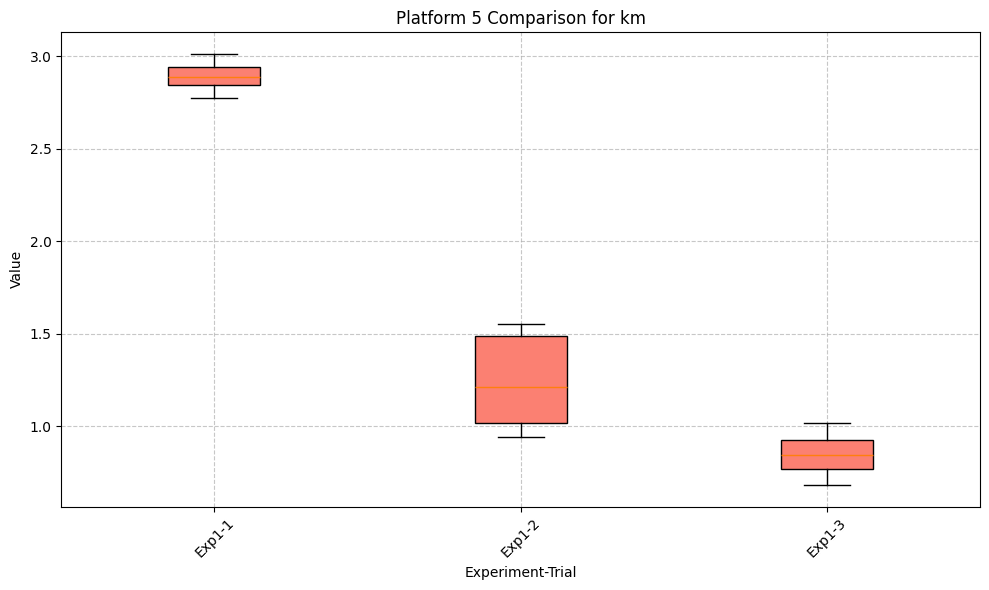 Platform 5 Comparison for km
Value
3.0
2.5
2.0
1.5
1.0
Exp1-1
Exp1-2
Exp1-3
Experiment-Trial